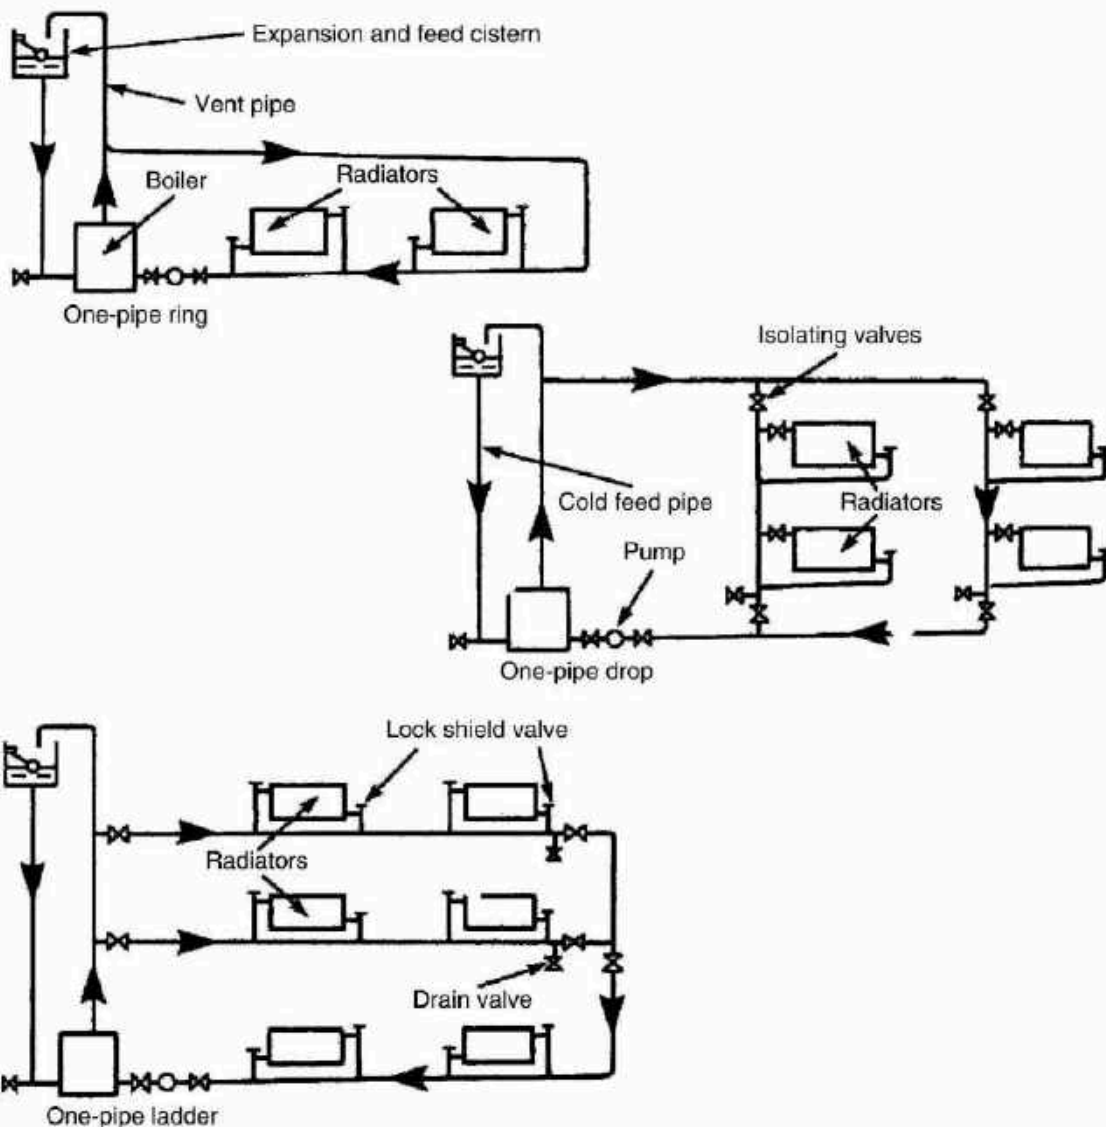 Expansion and feed cistern
Vent pipe
Boiler
Radiators
One-pipe ring
Isolating valves
Cold feed pipe
Radiators
Pump
One-pipe drop
Lock shield valve
Radiators
Drain valve
One-pipe ladder